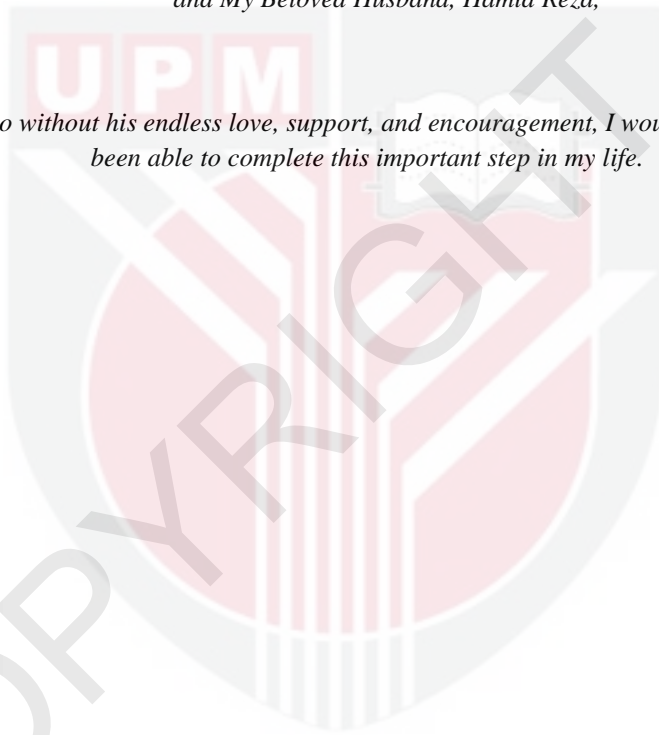 and My Beloved Husband, Hamid Reza,
UPM
o without his endless love, support, and encouragement, I wou
been able to complete this important step in my life.
OPYRIGHT